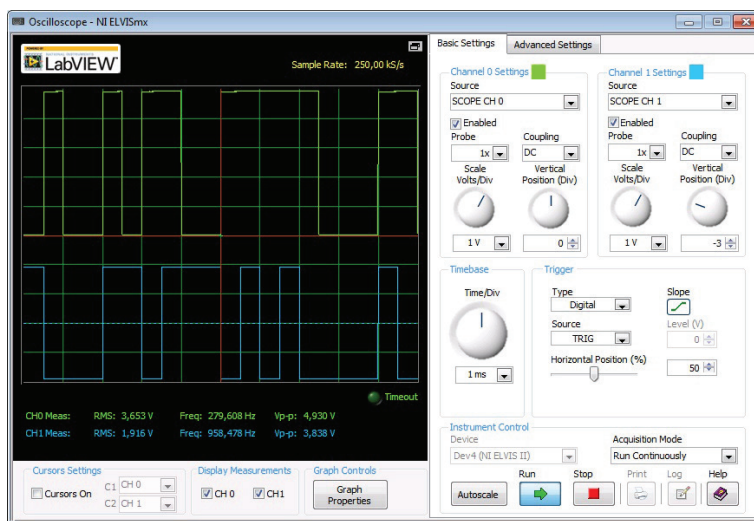 Oscilloscope - NI ELVISmx
LabVIEW
Sample Rate: 250,00 kS/s
Timeout
CH0 Meas: RMS: 3,653 V Freq: 279,608 Hz Vp-p: 4,930 V
CH1 Meas: RMS: 1,916 V Freq: 958,478 Hz Vp-p: 3,838 V
Cursors Settings
Cursors On
C1 CH 0
C2 CH 1
Display Measurements
CH 0 CH1
Graph Controls
Graph
Properties
Basic Settings Advanced Settings
Channel 0 Settings
Source
SCOPE CH 0
Enabled
Probe Coupling
1x DC
Scale Vertical
Volts/Div Position (Div)
1 V 0
Channel 1 Settings
Source
SCOPE CH 1
Enabled
Probe Coupling
1x DC
Scale Vertical
Volts/Div Position (Div)
1 V -3
Timebase
Time/Div
1 ms
Trigger
Type Slope
Digital
Source Level (V)
TRIG 0
Horizontal Position (%)
50
Instrument Control
Device Acquisition Mode
Dev4 (NI ELVIS II) Run Continuously
Run Stop Print Log Help
Autoscale